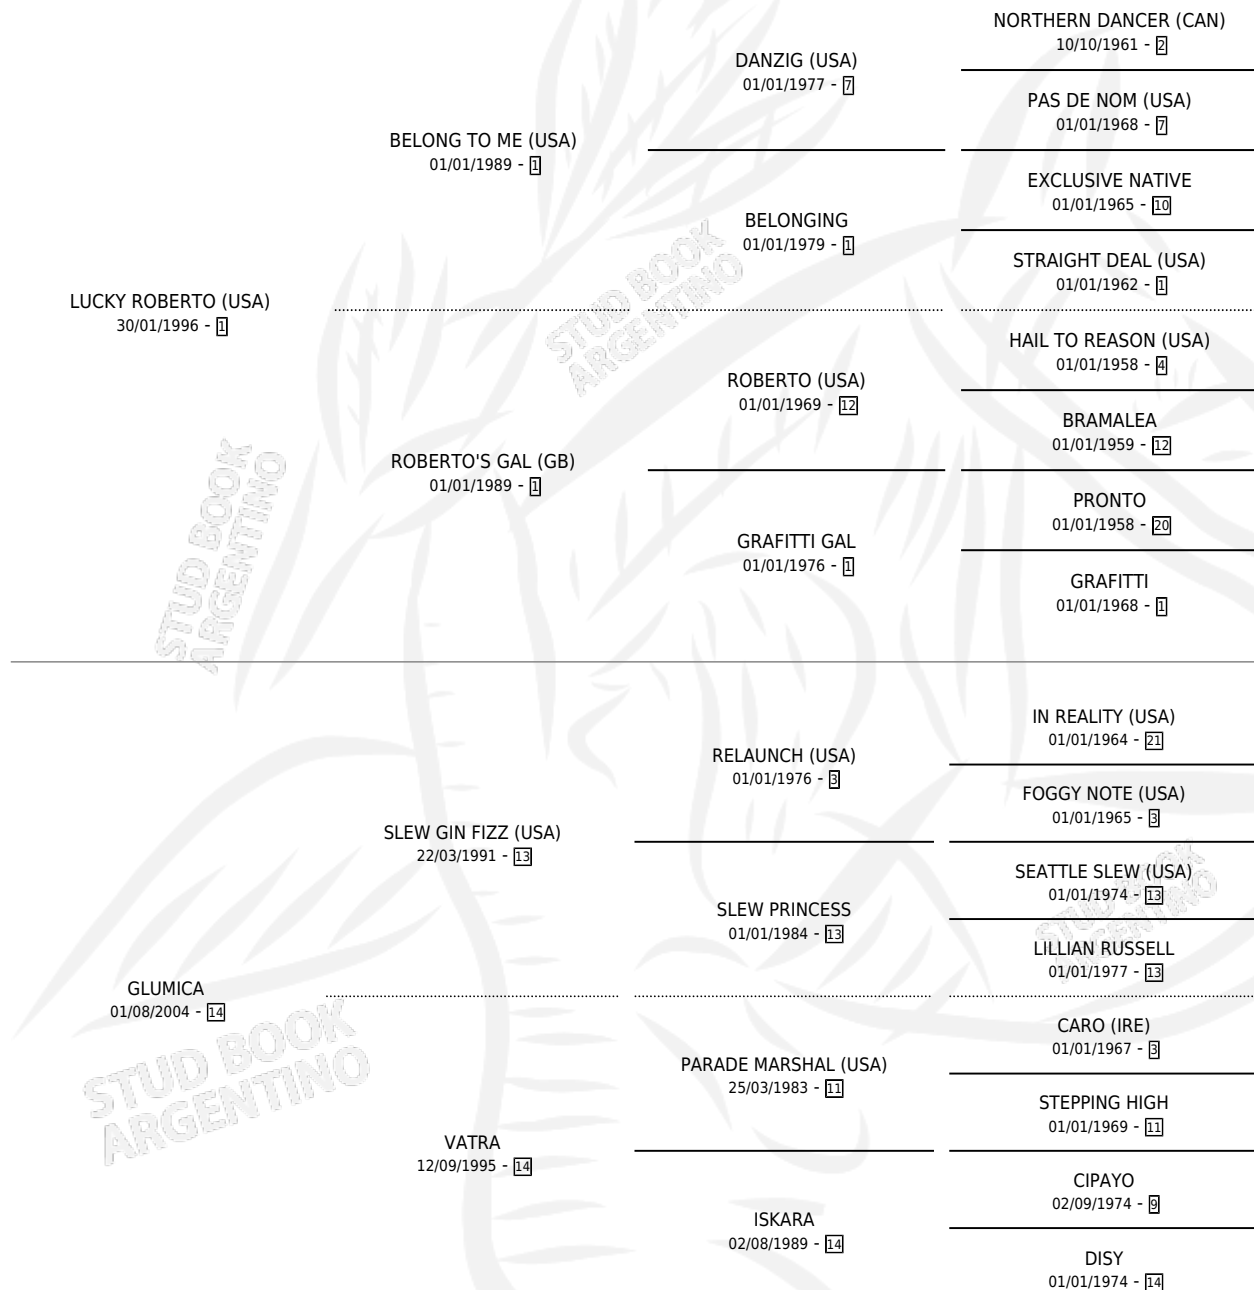 NORTHERN DANCER (CAN)
10/10/1961 - 2
DANZIG (USA)
01/01/1977 - 7
PAS DE NOM (USA)
01/01/1968 - 7
BELONG TO ME (USA)
01/01/1989 - 1
EXCLUSIVE NATIVE
01/01/1965 - 10
BELONGING
01/01/1979 - 1
STRAIGHT DEAL (USA)
01/01/1962 - 1
LUCKY ROBERTO (USA)
30/01/1996 - 1
HAIL TO REASON (USA)
01/01/1958 - 4
ROBERTO (USA)
01/01/1969 - 12
BRAMALEA
01/01/1959 - 12
ROBERTO'S GAL (GB)
01/01/1989 - 1
PRONTO
01/01/1958 - 20
GRAFITTI GAL
01/01/1976 - 1
GRAFITTI
01/01/1968 - 1
IN REALITY (USA)
01/01/1964 - 21
RELAUNCH (USA)
01/01/1976 - 3
FOGGY NOTE (USA)
01/01/1965 - 3
SLEW GIN FIZZ (USA)
22/03/1991 - 13
SEATTLE SLEW (USA)
01/01/1974 - 13
SLEW PRINCESS
01/01/1984 - 13
LILLIAN RUSSELL
01/01/1977 - 13
GLUMICA
01/08/2004 - 14
CARO (IRE)
01/01/1967 - 3
PARADE MARSHAL (USA)
25/03/1983 - 11
STEPPING HIGH
01/01/1969 - 11
VATRA
12/09/1995 - 14
CIPAYO
02/09/1974 - 9
ISKARA
02/08/1989 - 14
DISY
01/01/1974 - 14
STUD BOOK
ARGENTINO
STUD BOOK
ARGENTINO
STUD BOOK
ARGENTINO
STUD BOOK
ARGENTINO